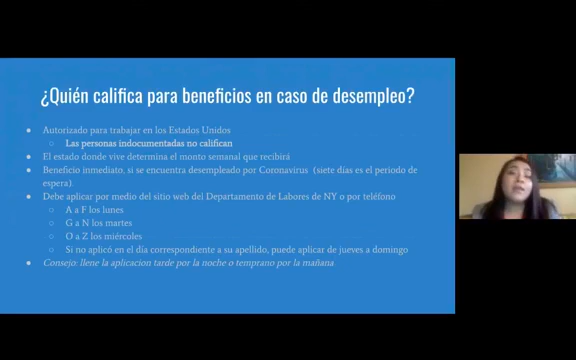 ¿Quién califica para beneficios en caso de desempleo?
● Autorizado para trabajar en los Estados Unidos
○ Las personas indocumentadas no califican
● El estado donde vive determina el monto semanal que recibirá
● Beneficio inmediato, si se encuentra desempleado por Coronavirus (siete días es el periodo de
espera).
● Debe aplicar por medio del sitio web del Departamento de Labores de NY o por teléfono
○ A a F los lunes
○ G a N los martes
○ O a Z los miércoles
○ Si no aplicó en el día correspondiente a su apellido, puede aplicar de jueves a domingo
● Consejo: llene la aplicacion tarde por la noche o temprano por la mañana